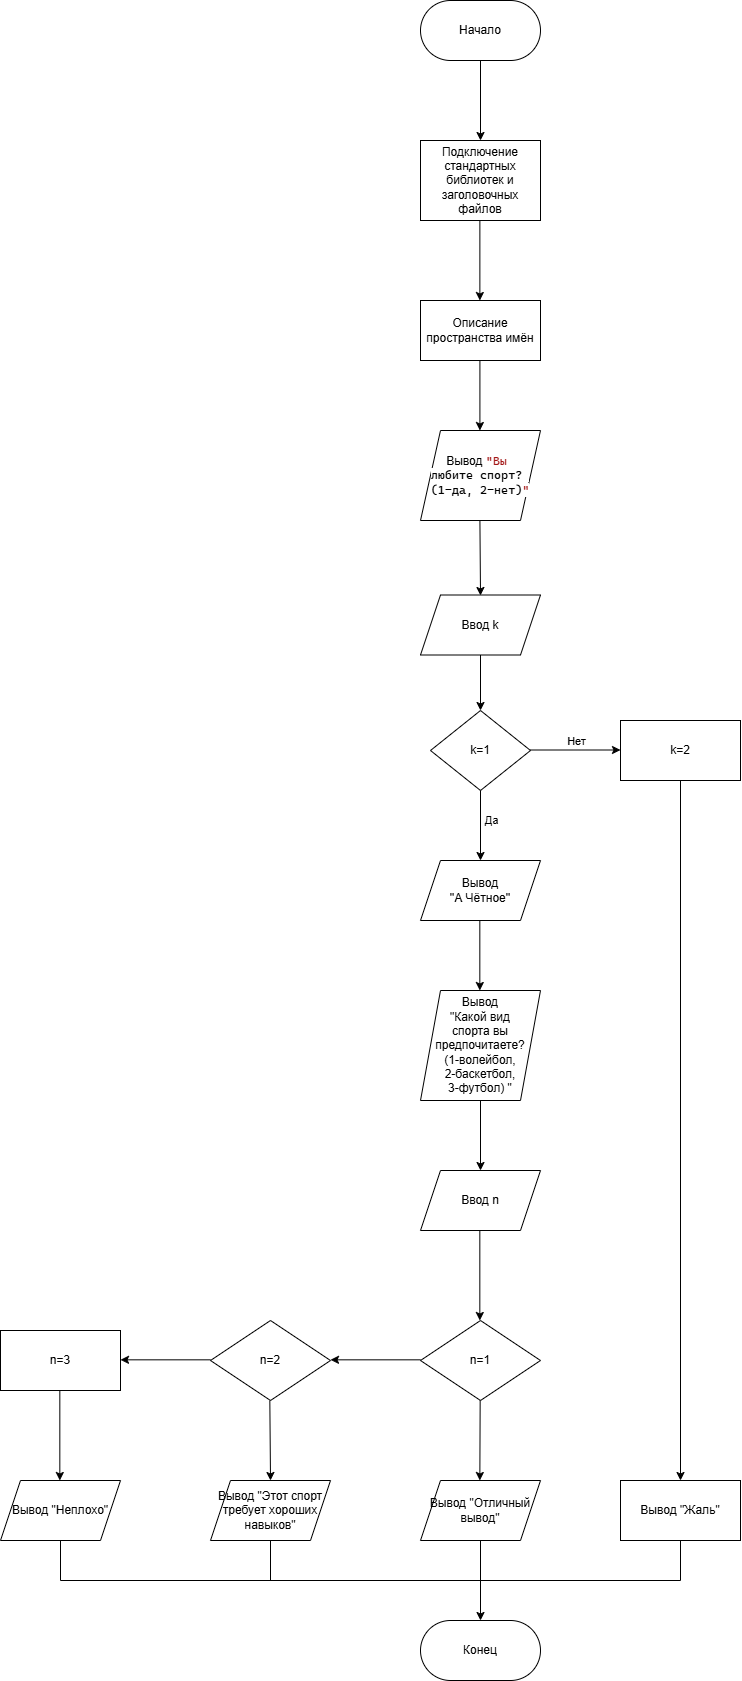 Начало
Подключение
стандартных
библиотек и
заголовочных
файлов
Описание
пространства имён
Вывод "Вы
любите спорт?
(1-да, 2-нет)"
Ввод k
k=1
Нет
k=2
Да
Вывод
"А Чётное"
Вывод
"Какой вид
спорта вы
предпочитаете?
(1-волейбол,
2-баскетбол,
3-футбол) "
Ввод n
n=3
n=2
n=1
Вывод "Неплохо"
Вывод "Этот спорт
требует хороших
навыков"
Вывод "Отличный
вывод"
Вывод "Жаль"
Конец